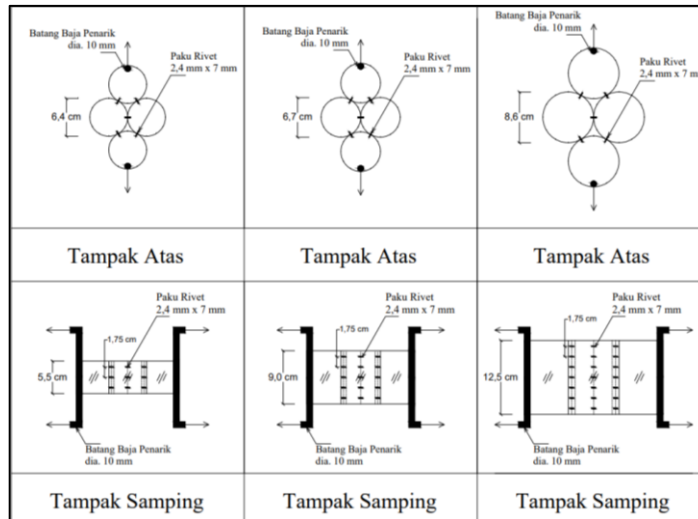 Batang Baja Penarik
dia. 10 mm
Paku Rivet
2,4 mm x 7 mm
6,4 cm
Tampak Atas
Batang Baja Penarik
dia. 10 mm
Paku Rivet
2,4 mm x 7 mm
6,7 cm
Tampak Atas
Batang Baja Penarik
dia. 10 mm
Paku Rivet
2,4 mm x 7 m
8,6 cm
Tampak Atas
Paku Rivet
2,4 mm x 7 mm
1,75 cm
5,5 cm
Batang Baja Penarik
dia. 10 mm
Tampak Samping
Paku Rivet
2,4 mm x 7 mm
1,75 cm
9,0 cm
Batang Baja Penarik
dia. 10 mm
Tampak Samping
Paku Rivet
2,4 mm x 7 mm
1,75 cm
12,5 cm
Batang Baja Penarik
dia. 10 mm
Tampak Samping